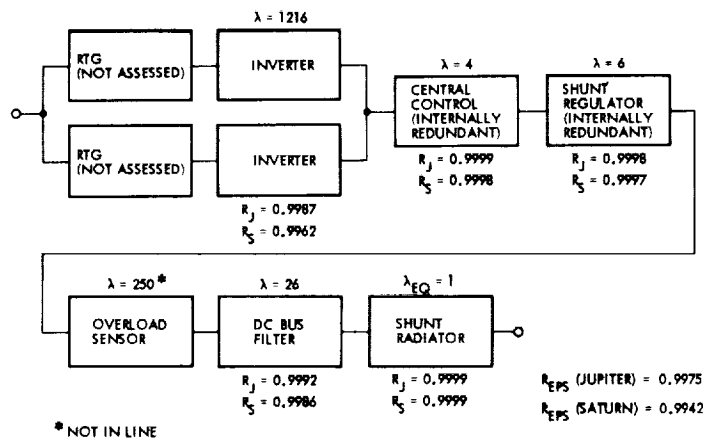 λ = 1216
RTG
(NOT ASSESSED)
INVERTER
RTG
(NOT ASSESSED)
INVERTER
R_J = 0.9987
R_S = 0.9962
λ = 4
CENTRAL
CONTROL
(INTERNALLY
REDUNDANT)
R_J = 0.9999
R_S = 0.9998
λ = 6
SHUNT
REGULATOR
(INTERNALLY
REDUNDANT)
R_J = 0.9998
R_S = 0.9997
λ = 250*
OVERLOAD
SENSOR
λ = 26
DC BUS
FILTER
R_J = 0.9992
R_S = 0.9986
λ_EQ = 1
SHUNT
RADIATOR
R_J = 0.9999
R_S = 0.9999
R_EPS (JUPITER) = 0.9975
R_EPS (SATURN) = 0.9942
* NOT IN LINE